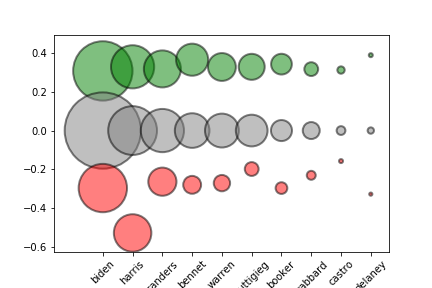 0.4
0.2
0.0
−0.2
−0.4
−0.6
biden
harris
anders
bennet
warren
uttigieg
booker
abbard
castro
delaney